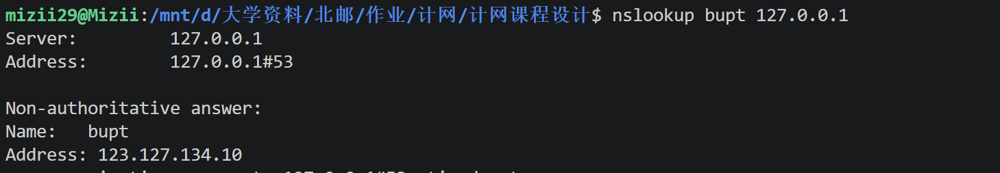 mizii29@Mizii:/mnt/d/大学资料/北邮/作业/计网/计网课程设计$ nslookup bupt 127.0.0.1
Server: 127.0.0.1
Address: 127.0.0.1#53
Non-authoritative answer:
Name: bupt
Address: 123.127.134.10